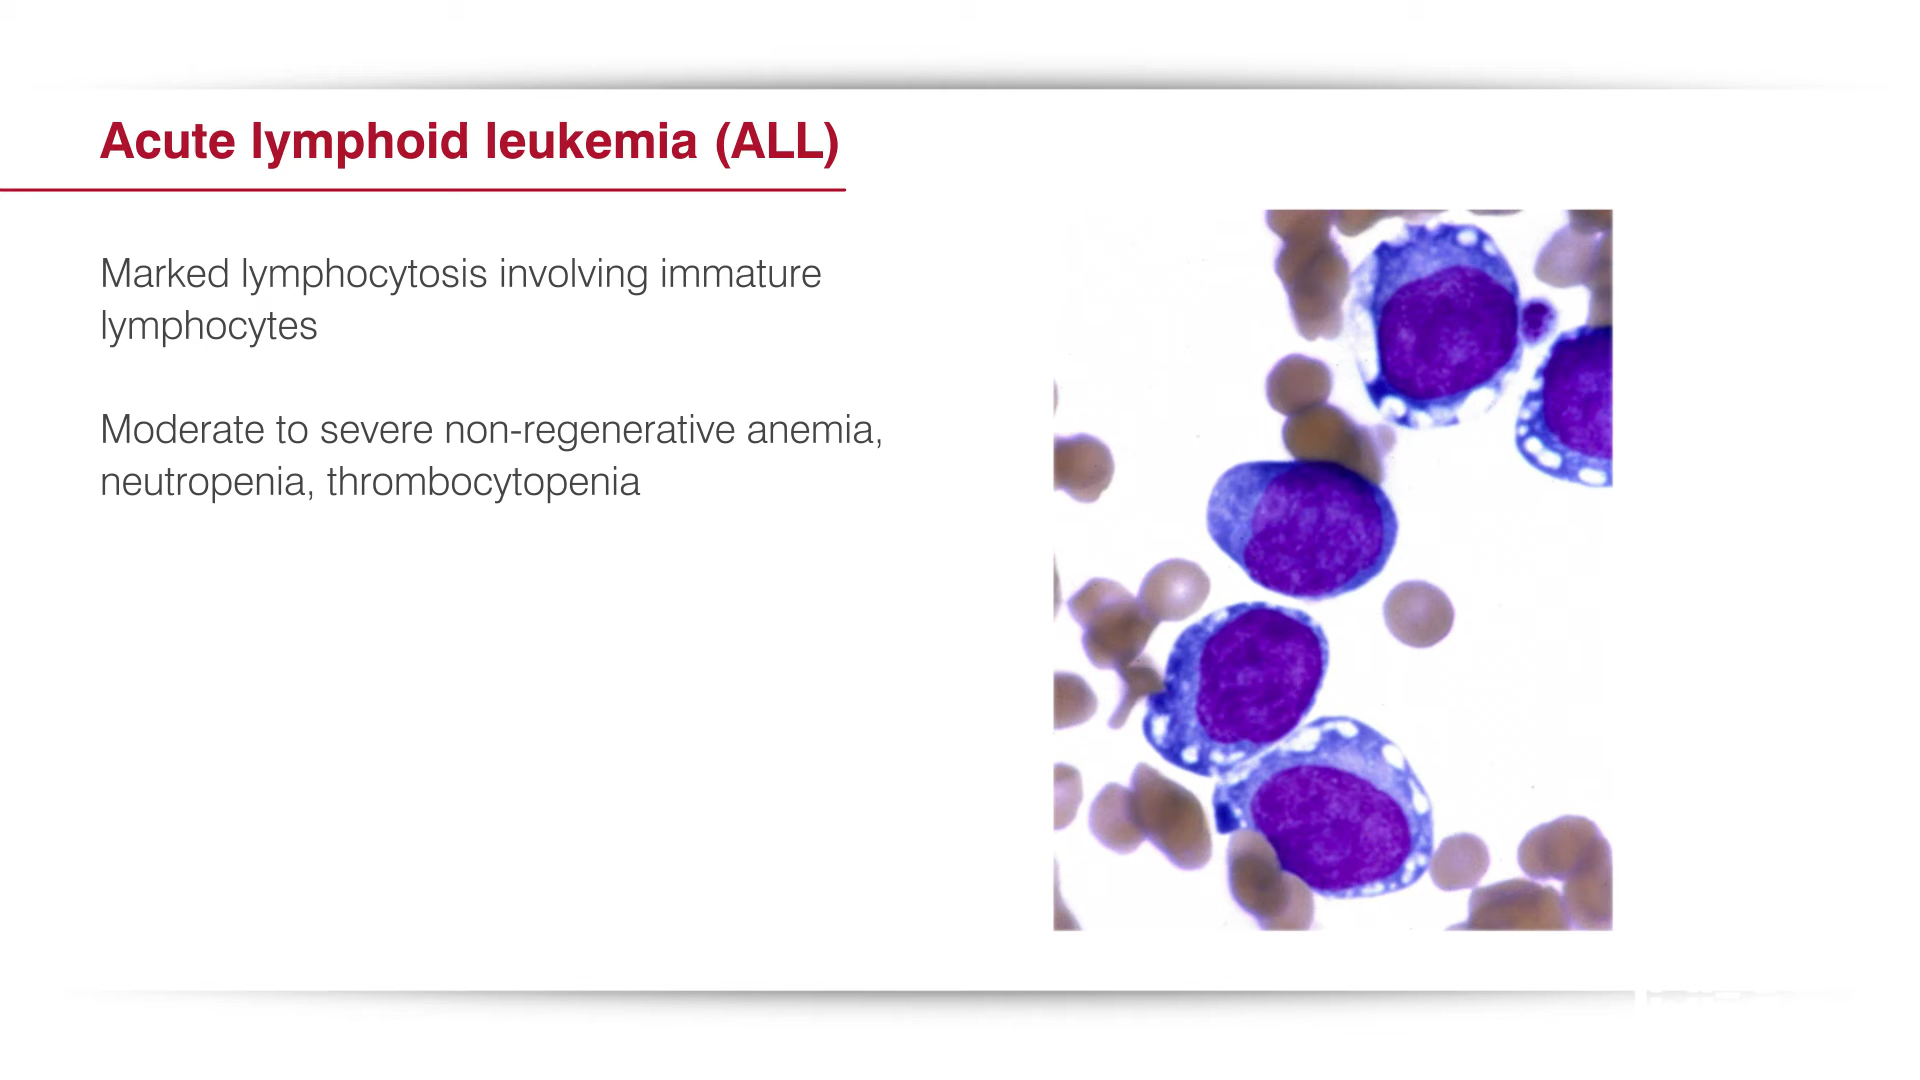 Acute lymphoid leukemia (ALL)
Marked lymphocytosis involving immature
lymphocytes
Moderate to severe non-regenerative anemia,
neutropenia, thrombocytopenia